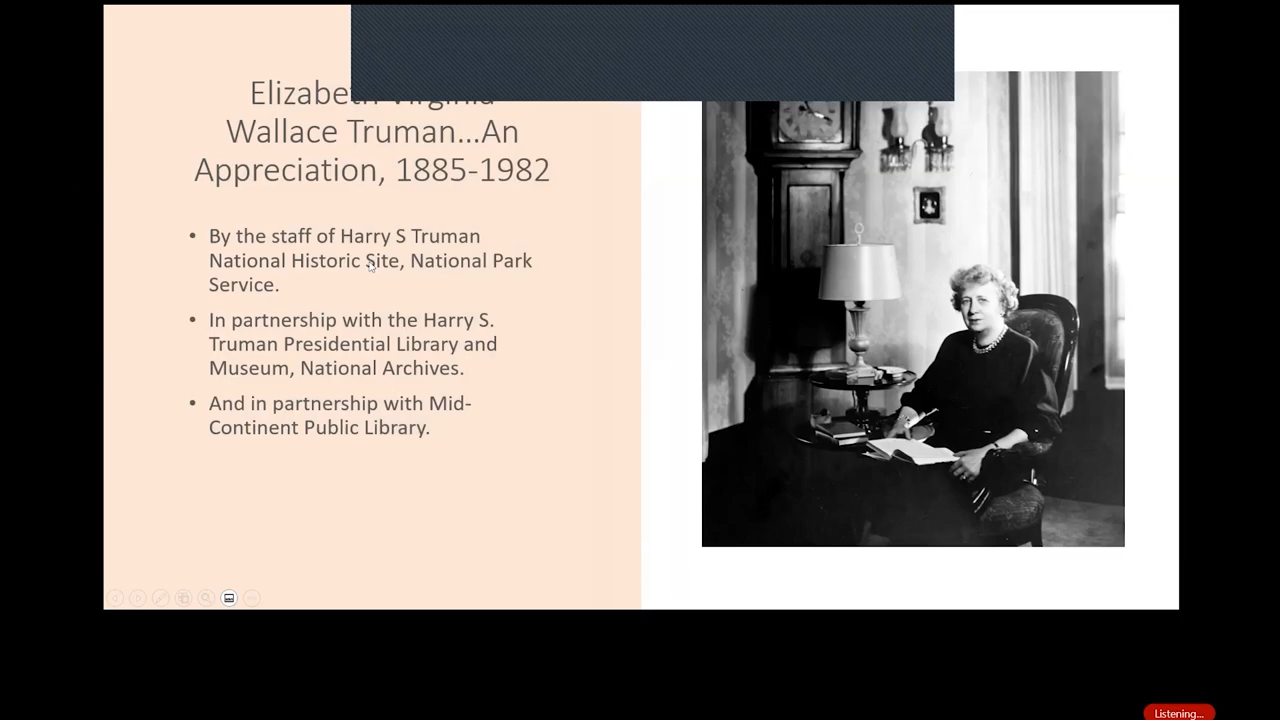 Elizabeth Virginia
Wallace Truman...An
Appreciation, 1885-1982
• By the staff of Harry S Truman
National Historic Site, National Park
Service.
• In partnership with the Harry S.
Truman Presidential Library and
Museum, National Archives.
• And in partnership with Mid-
Continent Public Library.
Listening...